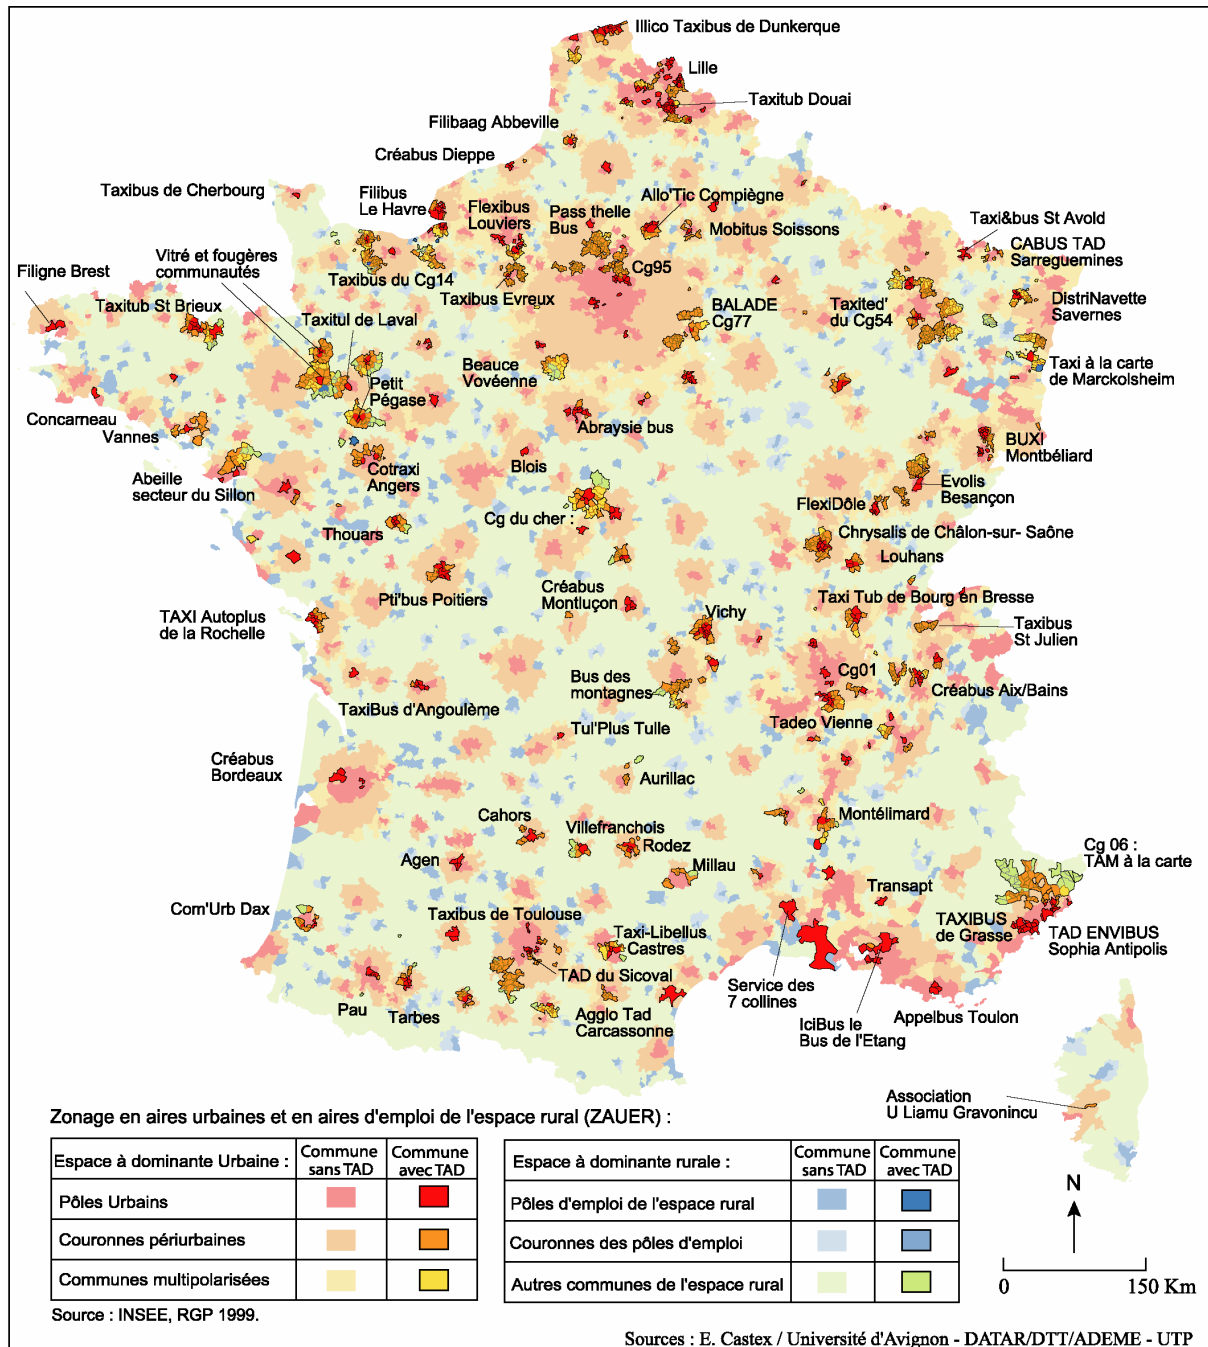 Illico Taxibus de Dunkerque
Lille
Taxitub Douai
Filibaag Abbeville
Créabus Dieppe
Taxibus de Cherbourg
Filibus
Le Havre
Flexibus
Louviers
Pass thelle
Bus
Allo'Tic Compiègne
Mobitus Soissons
Taxi&bus St Avold
CABUS TAD
Sarreguemines
Vitré et fougères
communautés
Filigne Brest
Taxitub St Brieux
Taxibus du Cg14
Taxibus Evreux
Cg95
Taxitul de Laval
BALADE
Cg77
Taxited'
du Cg54
DistriNavette
Savernes
Beauce
Vovéenne
Petit
Pégase
Taxi à la carte
de Marckolsheim
Concarneau
Vannes
Abraysie bus
BUXI
Montbéliard
Abeille
secteur du Sillon
Cotraxi
Angers
Blois
Evolis
Besançon
FlexiDôle
Thouars
Cg du cher :
Chrysalis de Châlon-sur- Saône
Louhans
Pti'bus Poitiers
Créabus
Montluçon
Taxi Tub de Bourg en Bresse
TAXI Autoplus
de la Rochelle
Vichy
Taxibus
St Julien
Bus des
montagnes
Cg01
Créabus Aix/Bains
TaxiBus d'Angoulème
Tadeo Vienne
Tul'Plus Tulle
Créabus
Bordeaux
Aurillac
Cahors
Villefranchois
Rodez
Montélimard
Agen
Millau
Cg 06 :
TAM à la carte
Transapt
Com'Urb Dax
Taxibus de Toulouse
Taxi-Libellus
Castres
TAXIBUS
de Grasse
TAD ENVIBUS
Sophia Antipolis
TAD du Sicoval
Service des
7 collines
Pau
Tarbes
Agglo Tad
Carcassonne
IciBus le
Bus de l'Etang
Appelbus Toulon
Association
U Liamu Gravonincu
Zonage en aires urbaines et en aires d'emploi de l'espace rural (ZAUER) :
Espace à dominante Urbaine :
Commune
sans TAD
Commune
avec TAD
Pôles Urbains
Couronnes périurbaines
Communes multipolarisées
Espace à dominante rurale :
Commune
sans TAD
Commune
avec TAD
Pôles d'emploi de l'espace rural
Couronnes des pôles d'emploi
Autres communes de l'espace rural
N
0 150 Km
Source : INSEE, RGP 1999.
Sources : E. Castex / Université d'Avignon - DATAR/DTT/ADEME - UTP